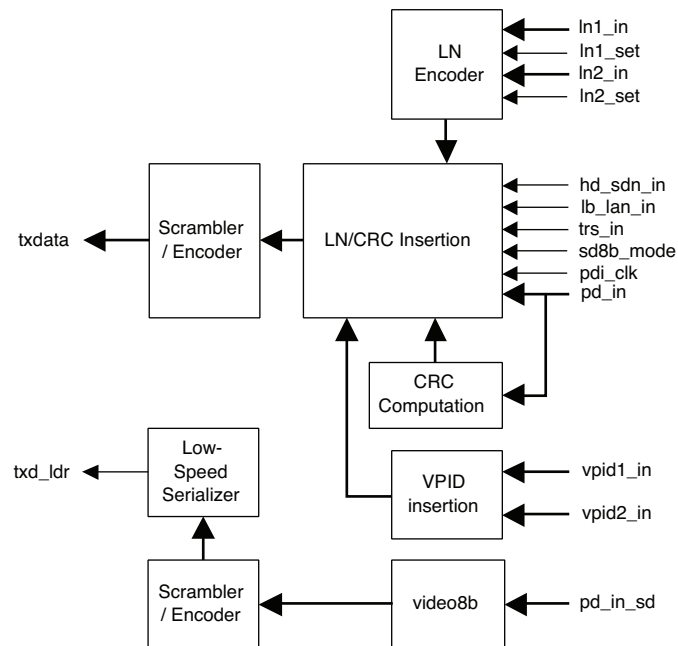 LN
Encoder
ln1_in
ln1_set
ln2_in
ln2_set
txdata
Scrambler
/ Encoder
LN/CRC Insertion
hd_sdn_in
lb_lan_in
trs_in
sd8b_mode
pdi_clk
pd_in
CRC
Computation
txd_ldr
Low-
Speed
Serializer
VPID
insertion
vpid1_in
vpid2_in
Scrambler
/ Encoder
video8b
pd_in_sd